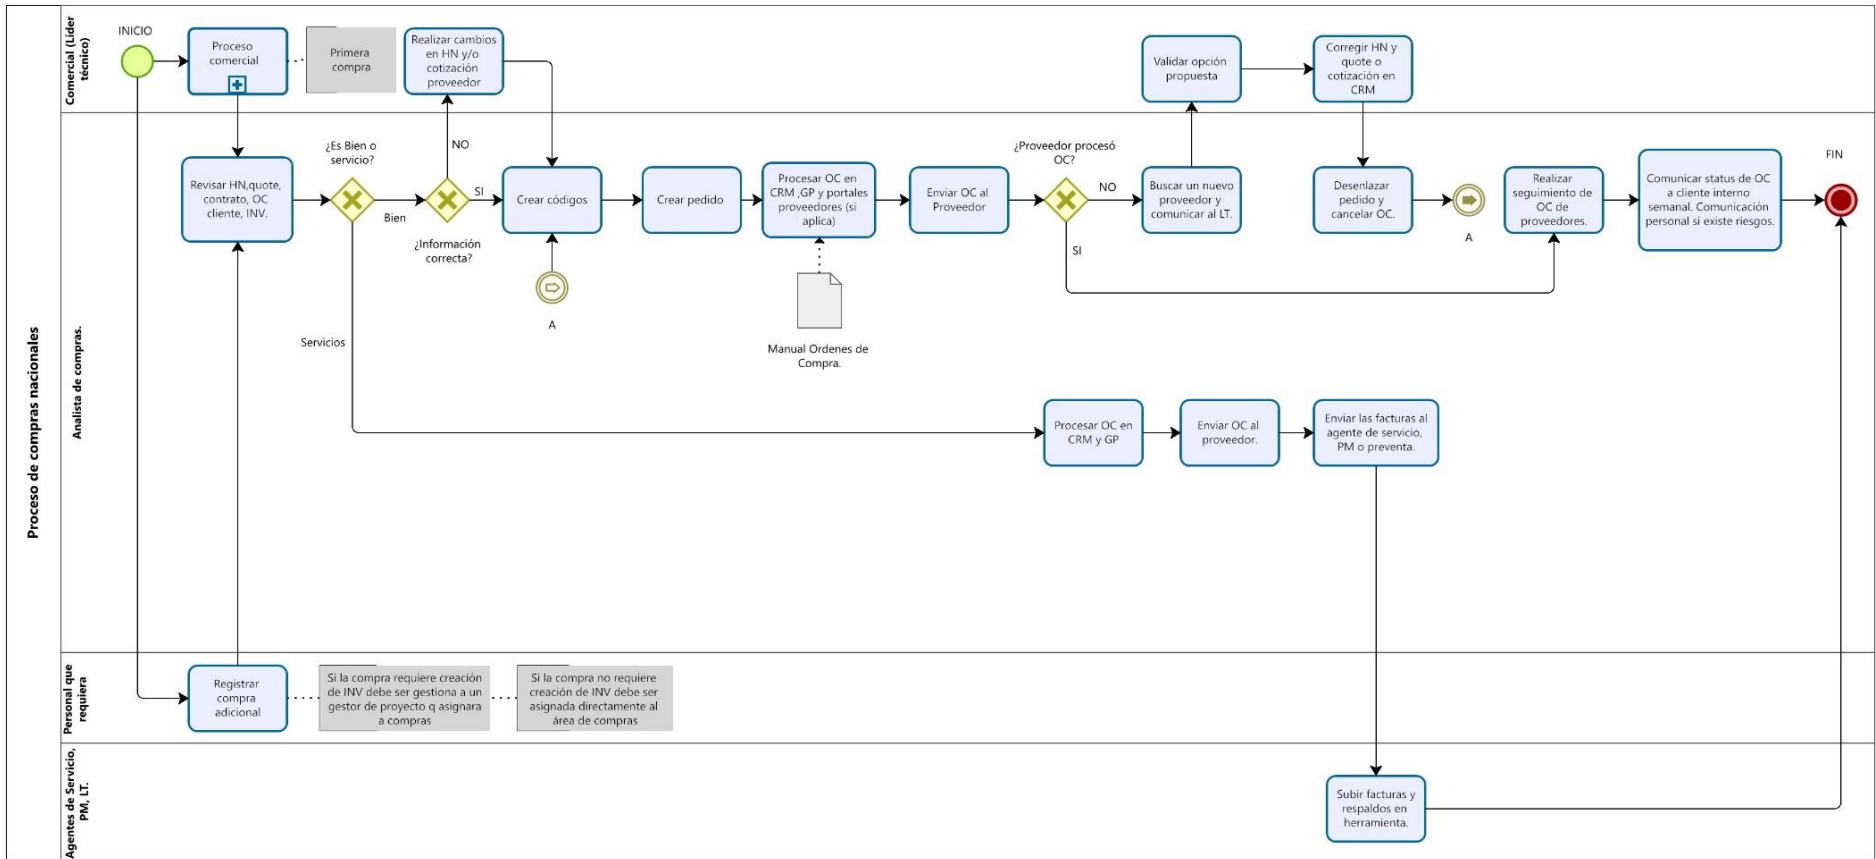 Proceso de compras nacionales
Comercial (Líder
técnico)
INICIO
Proceso
comercial
Primera
compra
Realizar cambios
en HN y/o
cotización
proveedor
Validar opción
propuesta
Corregir HN y
quote o
cotización en
CRM
Analista de compras.
Revisar HN,quote,
contrato, OC
cliente, INV.
¿Es Bien o
servicio?
Bien
NO
SI
¿Información
correcta?
Crear códigos
A
Crear pedido
Procesar OC en
CRM ,GP y portales
proveedores (si
aplica)
Manual Ordenes de
Compra.
Enviar OC al
Proveedor
¿Proveedor procesó
OC?
NO
SI
Buscar un nuevo
proveedor y
comunicar al LT.
Desenlazar
pedido y
cancelar OC.
A
Realizar
seguimiento de
OC de
proveedores.
Comunicar status de OC
a cliente interno
semanal. Comunicación
personal si existe riesgos.
FIN
Servicios
Procesar OC en
CRM y GP
Enviar OC al
proveedor.
Enviar las facturas al
agente de servicio,
PM o preventa.
Personal que
requiera
Registrar
compra
adicional
Si la compra requiere creación
de INV debe ser gestiona a un
gestor de proyecto q asignara
a compras
Si la compra no requiere
creación de INV debe ser
asignada directamente al
área de compras
Agentes de Servicio,
PM, LT.
Subir facturas y
respaldos en
herramienta.